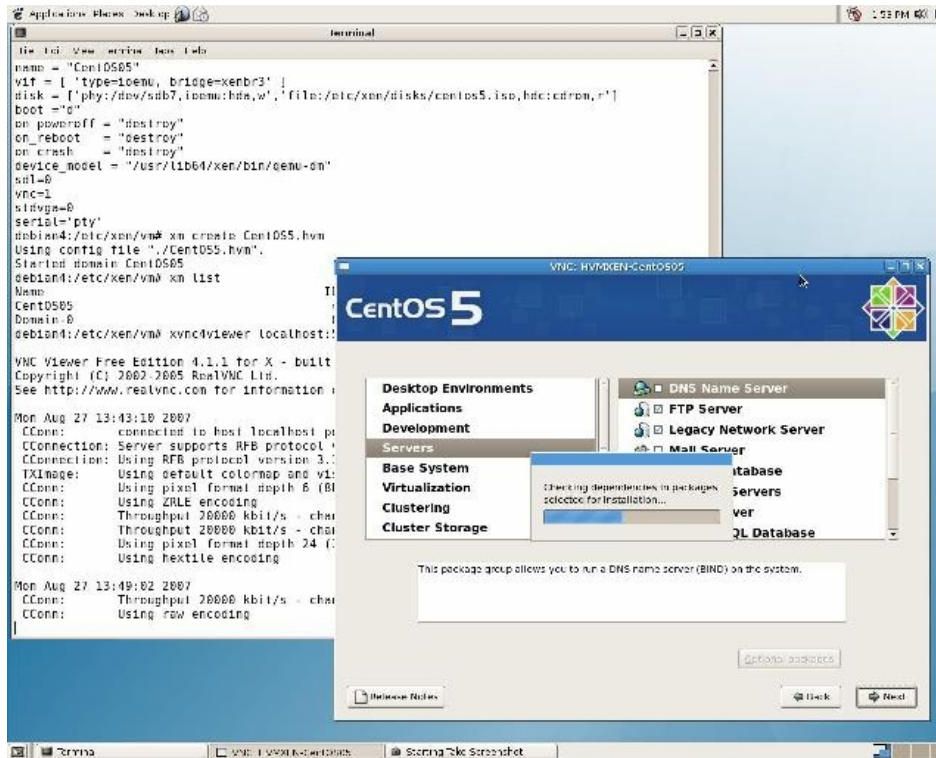 Applications Places Desktop
1:53 PM
Terminal
File Edit View Terminal Tabs Help
name = "CentOS05"
vif = [ 'type=ioemu, bridge=xenbr3' ]
disk = ['phy:/dev/sdb7,ioemu:hda,w','file:/etc/xen/disks/centos5.iso,hdc:cdrom,r']
boot ="d"
on_poweroff = "destroy"
on_reboot   = "destroy"
on_crash    = "destroy"
device_model = "/usr/lib64/xen/bin/qemu-dm"
sdl=0
vnc=1
stdvga=0
serial='pty'
debian4:/etc/xen/vm# xm create CentOS5.hvm
Using config file "./CentOS5.hvm".
Started domain CentOS05
debian4:/etc/xen/vm# xm list
Name
CentOS05
Domain-0
debian4:/etc/xen/vm# xvnc4viewer localhost:
VNC Viewer Free Edition 4.1.1 for X - built
Copyright (C) 2002-2005 RealVNC Ltd.
See http://www.realvnc.com for information
Mon Aug 27 13:43:10 2007
CConn: connected to host localhost
CConnection: Server supports RFB protocol
CConnection: Using RFB protocol version 3.
TXImage: Using default colormap and
CConn: Using pixel format depth 6
CConn: Using ZRLE encoding
CConn: Throughput 20000 kbit/s -
CConn: Throughput 20000 kbit/s -
CConn: Using pixel format depth 24
CConn: Using hextile encoding
Mon Aug 27 13:49:02 2007
CConn: Throughput 20000 kbit/s -
CConn: Using raw encoding
VNC: HVMXEN-CentOS05
CentOS 5
Desktop Environments
Applications
Development
Servers
Base System
Virtualization
Clustering
Cluster Storage
DNS Name Server
FTP Server
Legacy Network Server
Mail Server
Servers
QL Database
Checking dependencies in packages
selected for installation...
This package group allows you to run a DNS name server (BIND) on the system.
Optional packages
Release Notes
Back
Next
Terminal
VNC: HVMXEN-CentOS05
Starting Take Screenshot